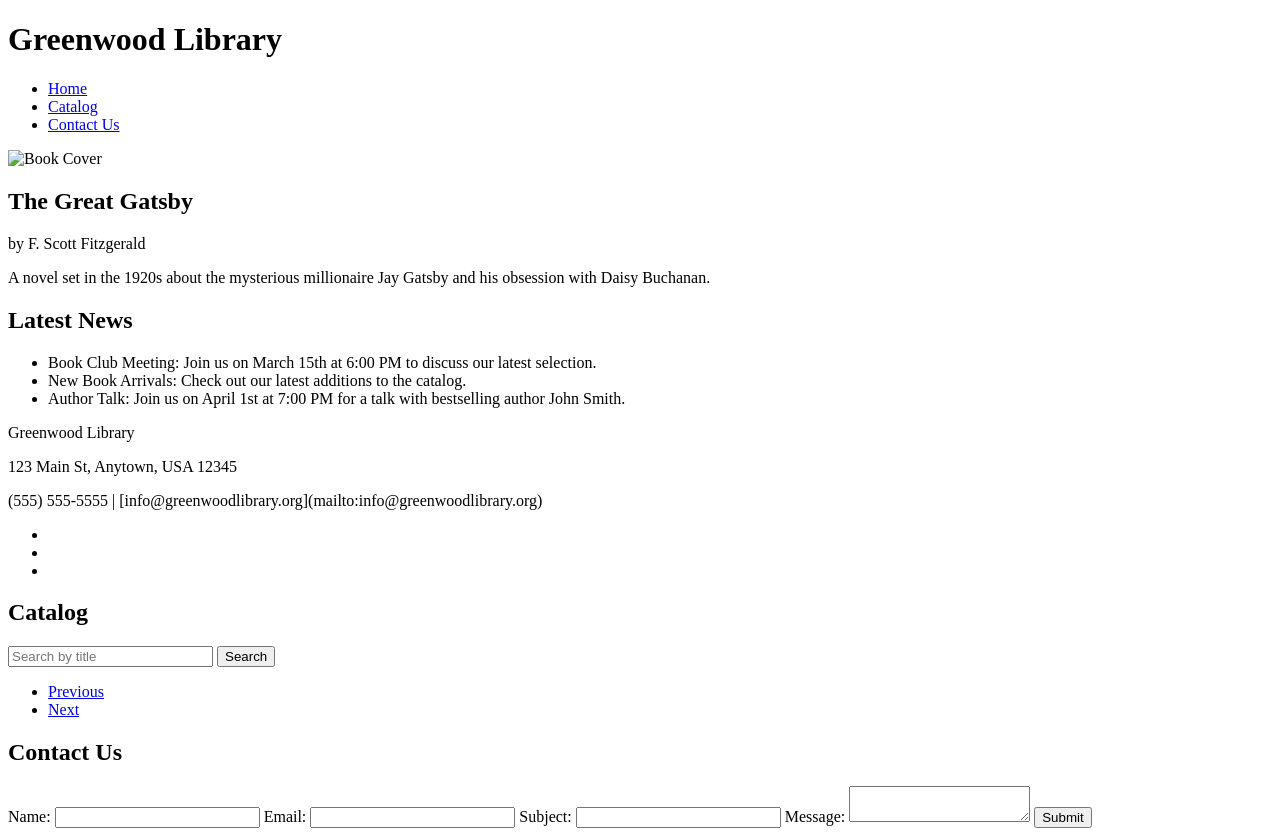 Greenwood Library
Home
Catalog
Contact Us
Book Cover
The Great Gatsby
by F. Scott Fitzgerald
A novel set in the 1920s about the mysterious millionaire Jay Gatsby and his obsession with Daisy Buchanan.
Latest News
Book Club Meeting: Join us on March 15th at 6:00 PM to discuss our latest selection.
New Book Arrivals: Check out our latest additions to the catalog.
Author Talk: Join us on April 1st at 7:00 PM for a talk with bestselling author John Smith.
Greenwood Library
123 Main St, Anytown, USA 12345
(555) 555-5555 | [info@greenwoodlibrary.org](mailto:info@greenwoodlibrary.org)
Catalog
Search by title Search
Previous
Next
Contact Us
Name: Email: Subject: Message: Submit